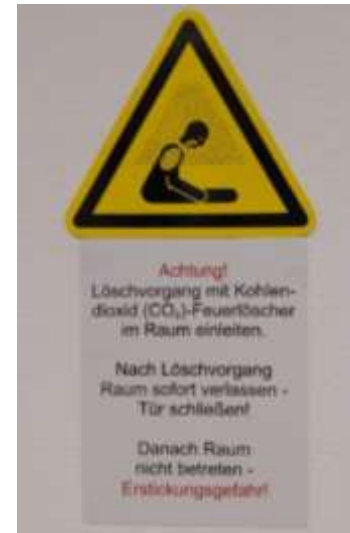 Achtung!
Löschvorgang mit Kohlen-
dioxid (CO₂)-Feuerlöscher
im Raum einleiten.
Nach Löschvorgang
Raum sofort verlassen -
Tür schließen!
Danach Raum
nicht betreten -
Erstickungsgefahr!